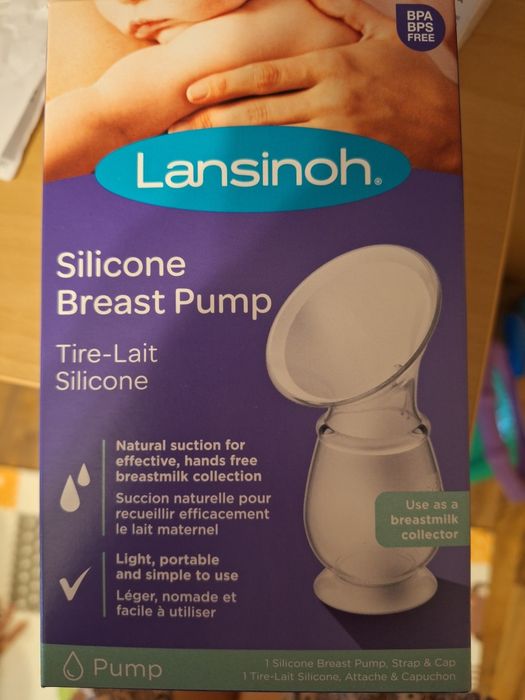 BPA
BPS
FREE
Lansinoh®
Silicone
Breast Pump
Tire-Lait
Silicone
Natural suction for
effective, hands free
breastmilk collection
Succion naturelle pour
recueillir efficacement
le lait maternel
Use as a
breastmilk
collector
Light, portable
and simple to use
Léger, nomade et
facile à utiliser
Pump
1 Silicone Breast Pump, Strap & Cap
1 Tire-Lait Silicone, Attache & Capuchon